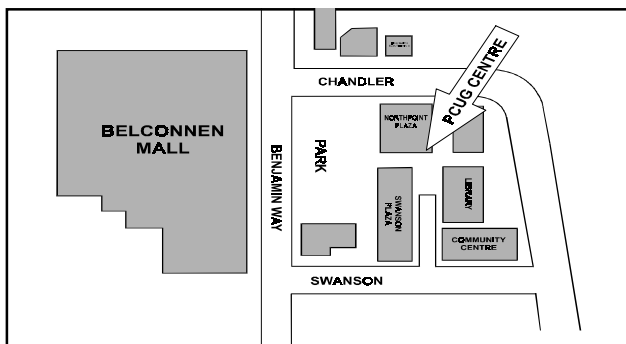 CHANDLER
PCUG CENTRE
NORTHPOINT
PLAZA
BELCONNEN
MALL
BENJAMIN WAY
PARK
SWANSON
PLAZA
LIBRARY
COMMUNITY
CENTRE
SWANSON